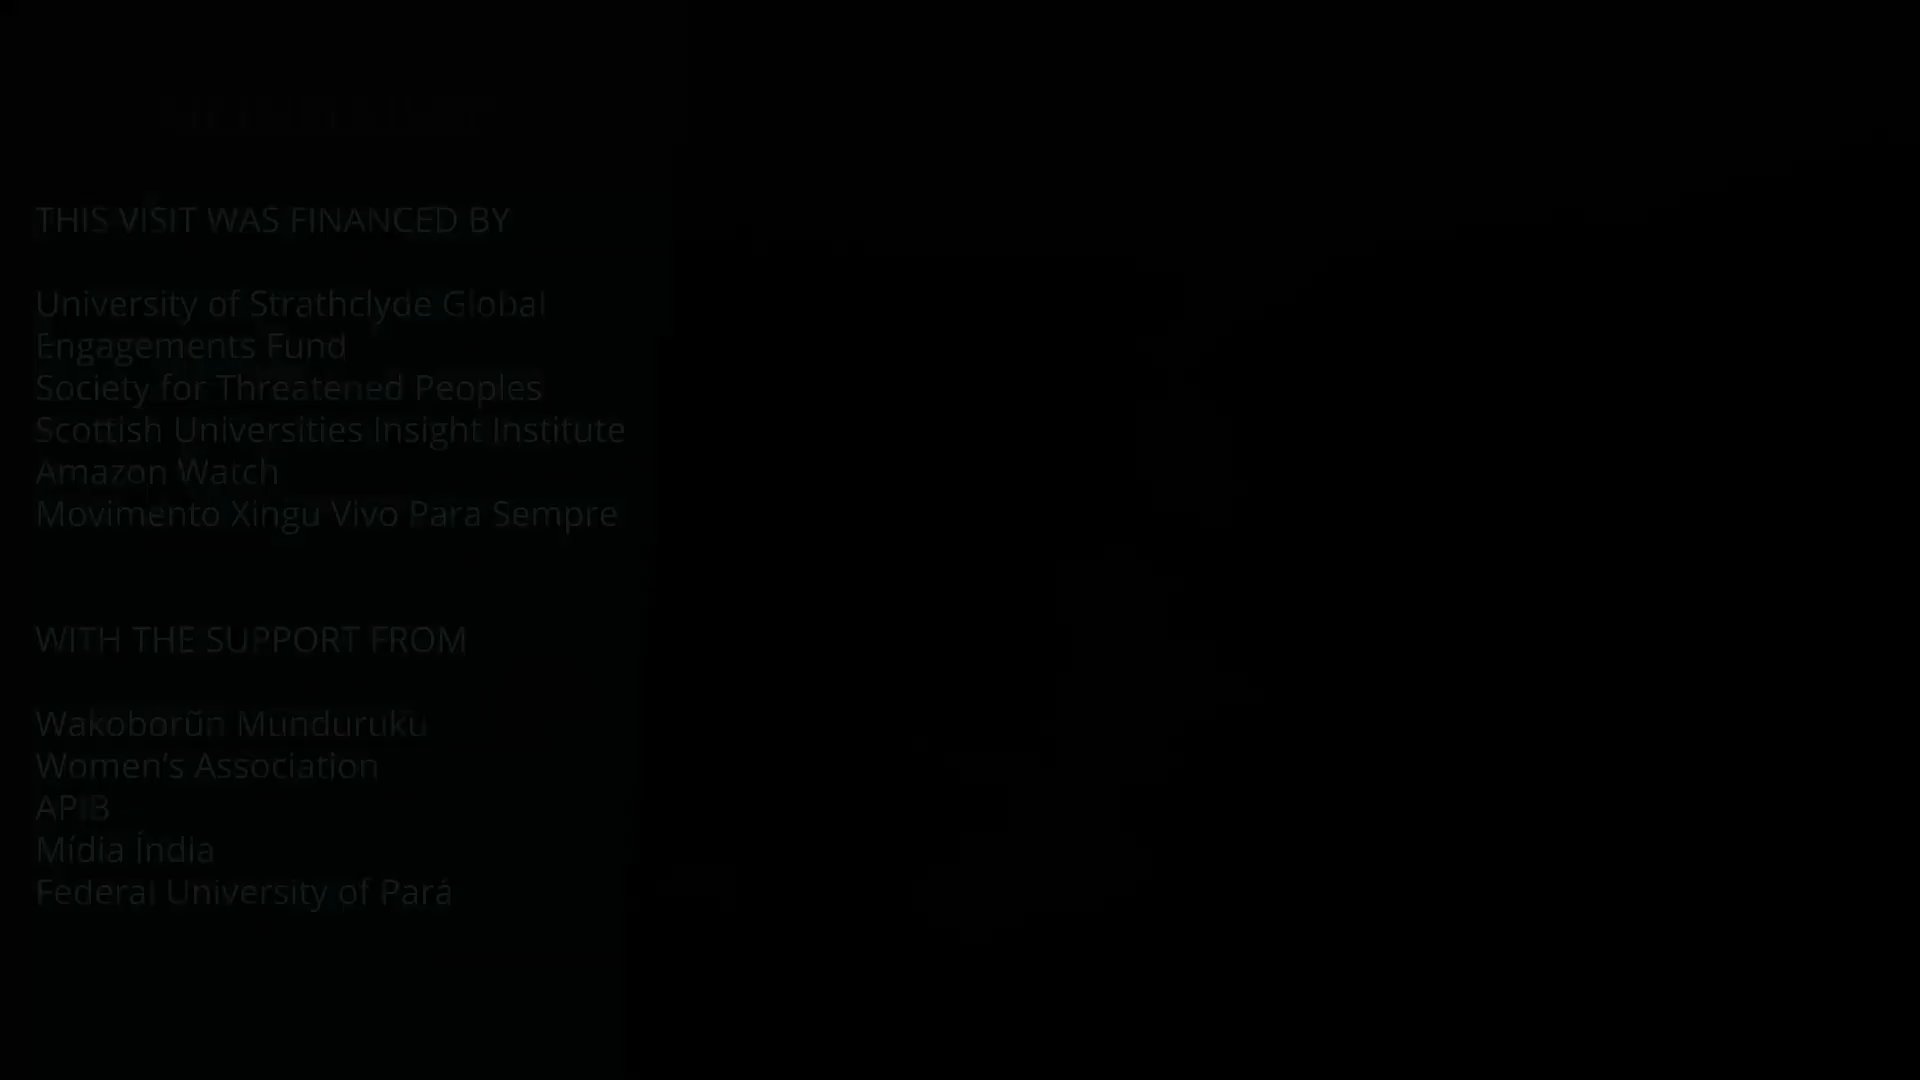 THIS VISIT WAS FINANCED BY
University of Strathclyde Global
Engagements Fund
Society for Threatened Peoples
Scottish Universities Insight Institute
Amazon Watch
Movimento Xingu Vivo Para Sempre
WITH THE SUPPORT FROM
Wakoborũn Munduruku
Women’s Association
APIB
Mídia Índia
Federal University of Pará